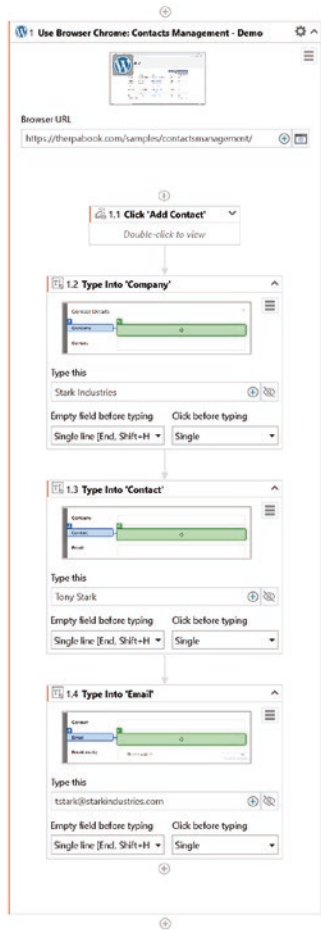 1 Use Browser Chrome: Contacts Management - Demo
Browser URL
https://therpabook.com/samples/contactsmanagement/
1.1 Click 'Add Contact'
Double-click to view
1.2 Type Into 'Company'
Contact Details
Company
Contact
Type this
Stark Industries
Empty field before typing Click before typing
Single line [End, Shift+H Single
1.3 Type Into 'Contact'
Company
Contact
Email
Type this
Tony Stark
Empty field before typing Click before typing
Single line [End, Shift+H Single
1.4 Type Into 'Email'
Contact
Email
Type this
tstark@starkindustries.com
Empty field before typing Click before typing
Single line [End, Shift+H Single